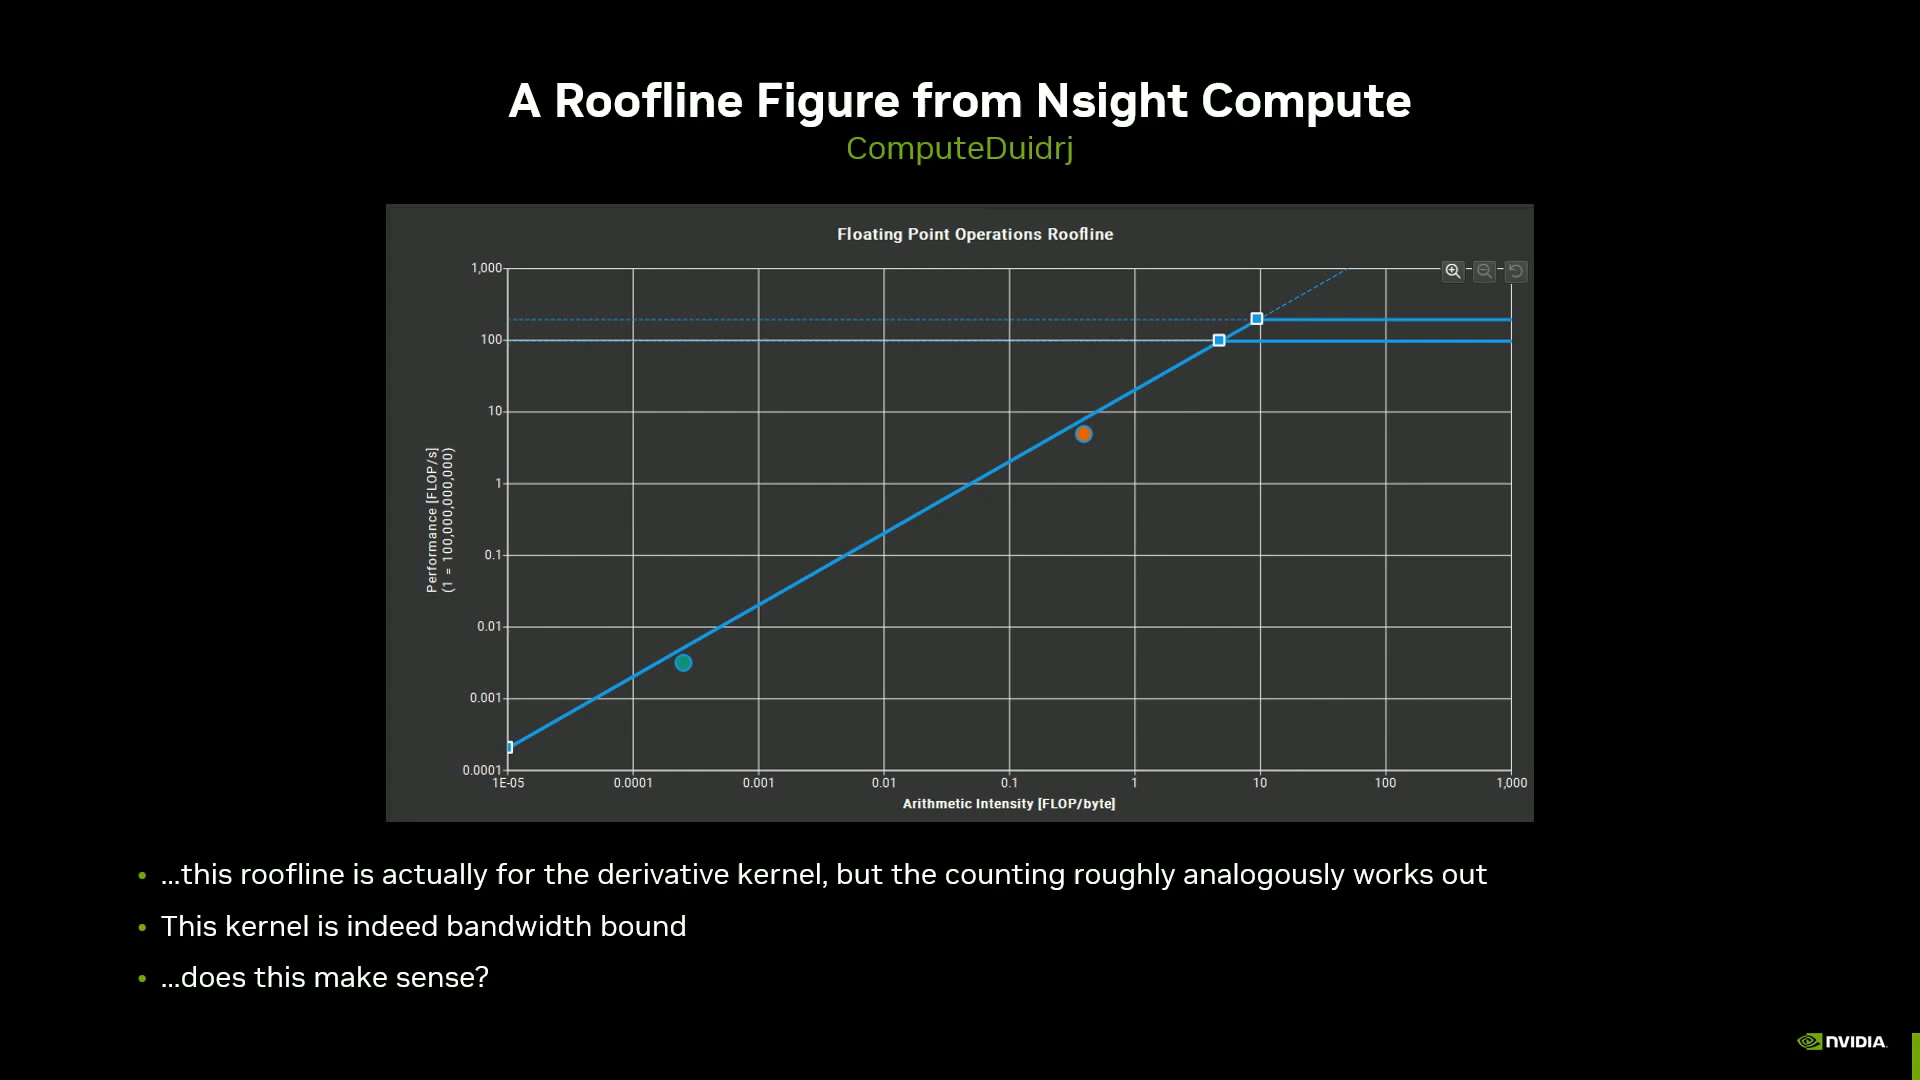 A Roofline Figure from Nsight Compute
ComputeDuidrj
Floating Point Operations Roofline
1,000
100
10
1
0.1
0.01
0.001
0.0001
Performance [FLOP/s]
(1 = 100,000,000,000)
1E-05 0.0001 0.001 0.01 0.1 1 10 100 1,000
Arithmetic Intensity [FLOP/byte]
• ...this roofline is actually for the derivative kernel, but the counting roughly analogously works out
• This kernel is indeed bandwidth bound
• ...does this make sense?
NVIDIA.